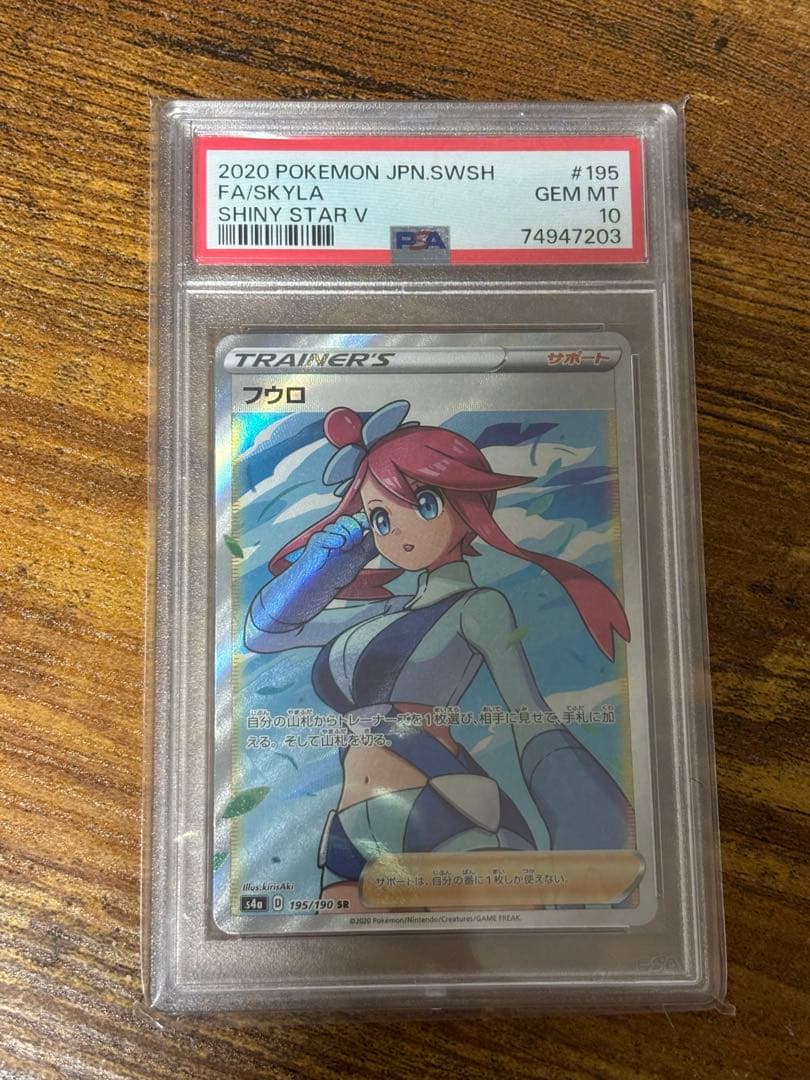 2020 POKEMON JPN.SWSH #195
FA/SKYLA GEM MT
SHINY STAR V 10
PSA 74947203
TRAINER'S サポート
フウロ
自分の山札からトレーナーズを1枚選び、相手に見せて、手札に加
える。そして山札を切る。
サポートは、自分の番に1枚しか使えない。
Illus.kirisAki
s4a D 195/190 SR
©2020 Pokémon/Nintendo/Creatures/GAME FREAK.
PSA